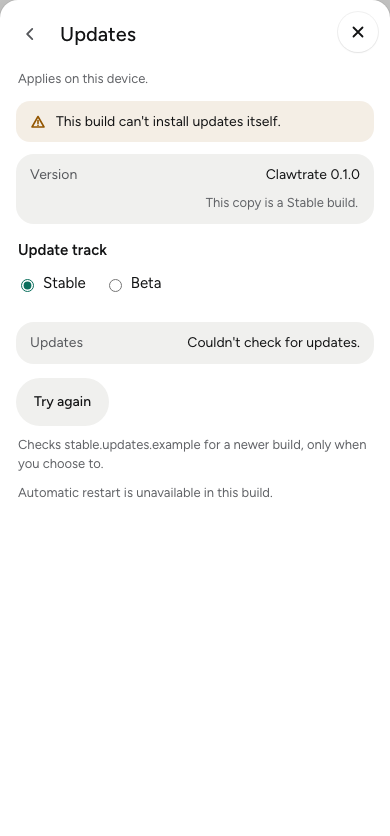 Updates
Applies on this device.
This build can't install updates itself.
Version
Clawtrate 0.1.0
This copy is a Stable build.
Update track
Stable
Beta
Updates
Couldn't check for updates.
Try again
Checks stable.updates.example for a newer build, only when
you choose to.
Automatic restart is unavailable in this build.